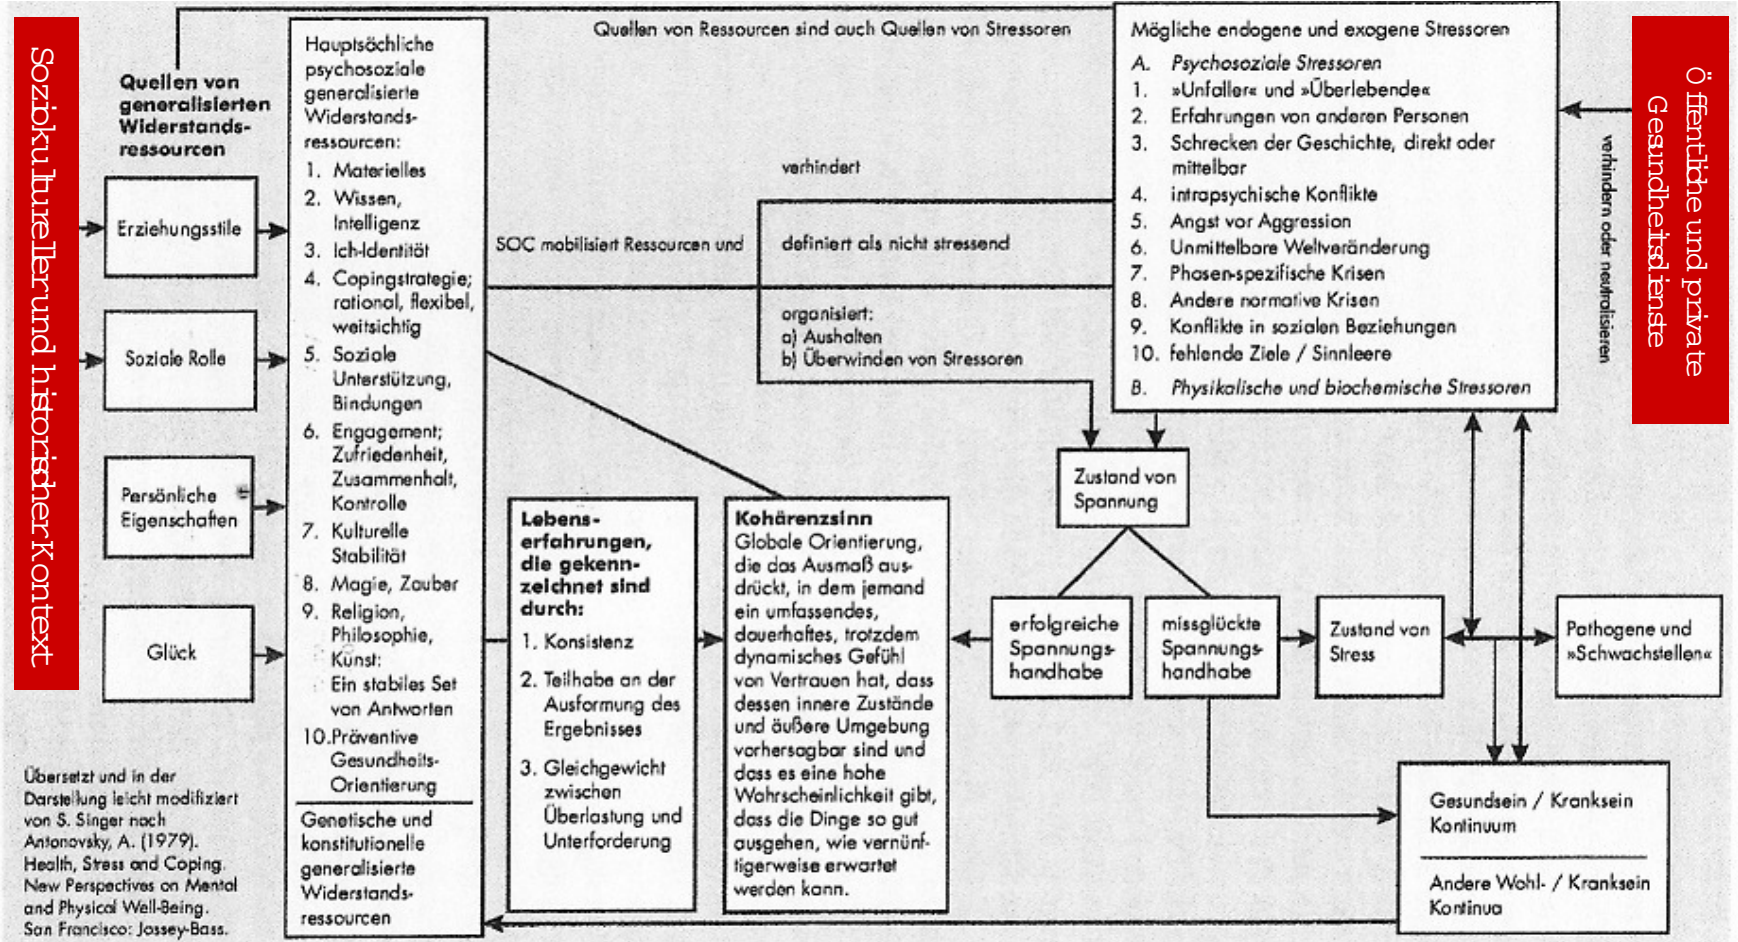 Soziokultureller und historischer Kontext
Quellen von
generalisierten
Widerstands-
ressourcen
Erziehungsstile
Soziale Rolle
Persönliche
Eigenschaften
Glück
Übersetzt und in der
Darstellung leicht modifiziert
von S. Singer nach
Antonovsky, A. (1979).
Health, Stress and Coping.
New Perspectives on Mental
and Physical Well-Being.
San Francisco: Jossey-Bass.
Hauptsächliche
psychosoziale
generalisierte
Widerstands-
ressourcen:
1. Materielles
2. Wissen,
Intelligenz
3. Ich-Identität
4. Copingstrategie;
rational, flexibel,
weitsichtig
5. Soziale
Unterstützung,
Bindungen
6. Engagement;
Zufriedenheit,
Zusammenhalt,
Kontrolle
7. Kulturelle
Stabilität
8. Magie, Zauber
9. Religion,
Philosophie,
Kunst:
Ein stabiles Set
von Antworten
10.Präventive
Gesundheits-
Orientierung
Genetische und
konstitutionelle
generalisierte
Widerstands-
ressourcen
Quellen von Ressourcen sind auch Quellen von Stressoren
SOC mobilisiert Ressourcen und
verhindert
definiert als nicht stressend
organisiert:
a) Aushalten
b) Überwinden von Stressoren
Lebens-
erfahrungen,
die gekenn-
zeichnet sind
durch:
1. Konsistenz
2. Teilhabe an der
Ausformung des
Ergebnisses
3. Gleichgewicht
zwischen
Überlastung und
Unterforderung
Kohärenzsinn
Globale Orientierung,
die das Ausmaß aus-
drückt, in dem jemand
ein umfassendes,
dauerhaftes, trotzdem
dynamisches Gefühl
von Vertrauen hat, dass
dessen innere Zustände
und äußere Umgebung
vorhersagbar sind und
dass es eine hohe
Wahrscheinlichkeit gibt,
dass die Dinge so gut
ausgehen, wie vernünf-
tigerweise erwartet
werden kann.
Mögliche endogene und exogene Stressoren
A. Psychosoziale Stressoren
1. »Unfaller« und »Überlebende«
2. Erfahrungen von anderen Personen
3. Schrecken der Geschichte, direkt oder
mittelbar
4. intrapsychische Konflikte
5. Angst vor Aggression
6. Unmittelbare Weltveränderung
7. Phasen-spezifische Krisen
8. Andere normative Krisen
9. Konflikte in sozialen Beziehungen
10. fehlende Ziele / Sinnleere
B. Physikalische und biochemische Stressoren
Öffentliche und private
Gesundheitsdienste
verhindern oder neutralisieren
Zustand von
Spannung
erfolgreiche
Spannungs-
handhabe
missglückte
Spannungs-
handhabe
Zustand von
Stress
Pathogene und
»Schwachstellen«
Gesundsein / Kranksein
Kontinuum
Andere Wohl- / Kranksein
Kontinua